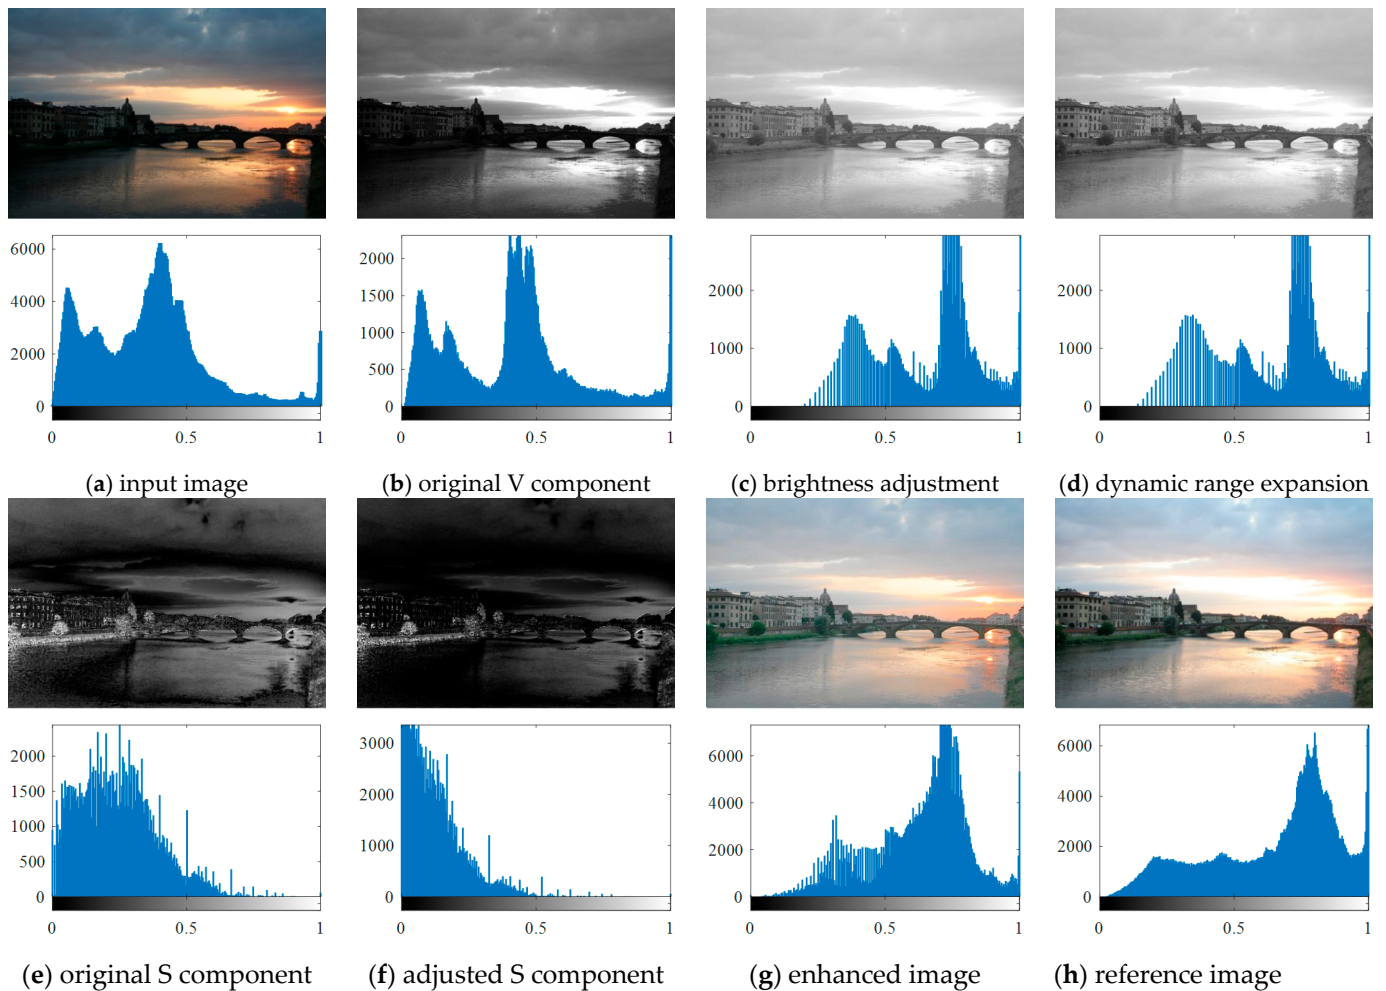 6000
4000
2000
0
0 0.5 1
2000
1500
1000
500
0
0 0.5 1
2000
1000
0
0 0.5 1
2000
1000
0
0 0.5 1
(a) input image
(b) original V component
(c) brightness adjustment
(d) dynamic range expansion
2000
1500
1000
500
0
0 0.5 1
3000
2000
1000
0
0 0.5 1
6000
4000
2000
0
0 0.5 1
6000
4000
2000
0
0 0.5 1
(e) original S component
(f) adjusted S component
(g) enhanced image
(h) reference image